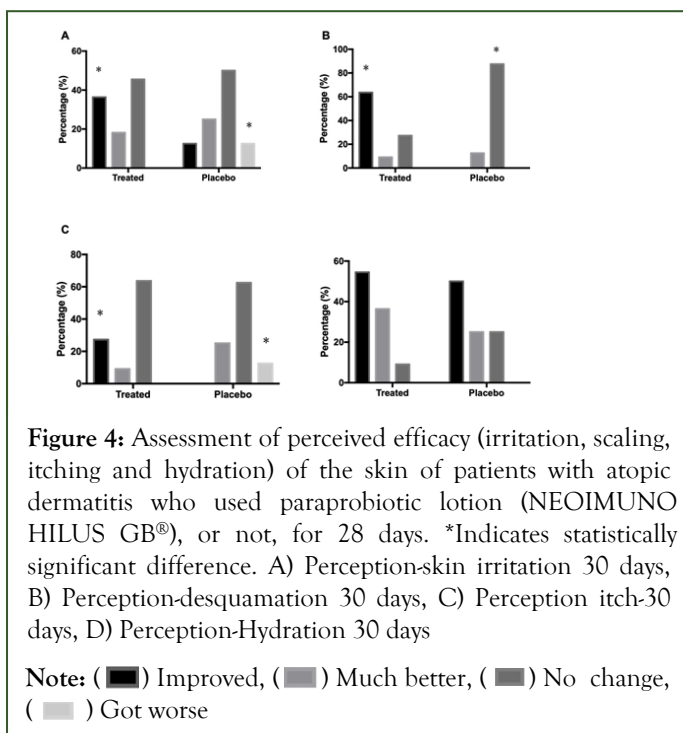 A
B
60
40
20
0
Percentage (%)
*
*
Treated
Placebo
100
80
60
40
20
0
Percentage (%)
*
*
Treated
Placebo
C
80
60
40
20
0
Percentage (%)
*
*
Treated
Placebo
60
40
20
0
Percentage (%)
Treated
Placebo
Figure 4: Assessment of perceived efficacy (irritation, scaling,
itching and hydration) of the skin of patients with atopic
dermatitis who used paraprobiotic lotion (NEOIMUNO
HILUS GB®), or not, for 28 days. *Indicates statistically
significant difference. A) Perception-skin irritation 30 days,
B) Perception-desquamation 30 days, C) Perception itch-30
days, D) Perception-Hydration 30 days
Note: ( ) Improved, ( ) Much better, ( ) No change,
( ) Got worse